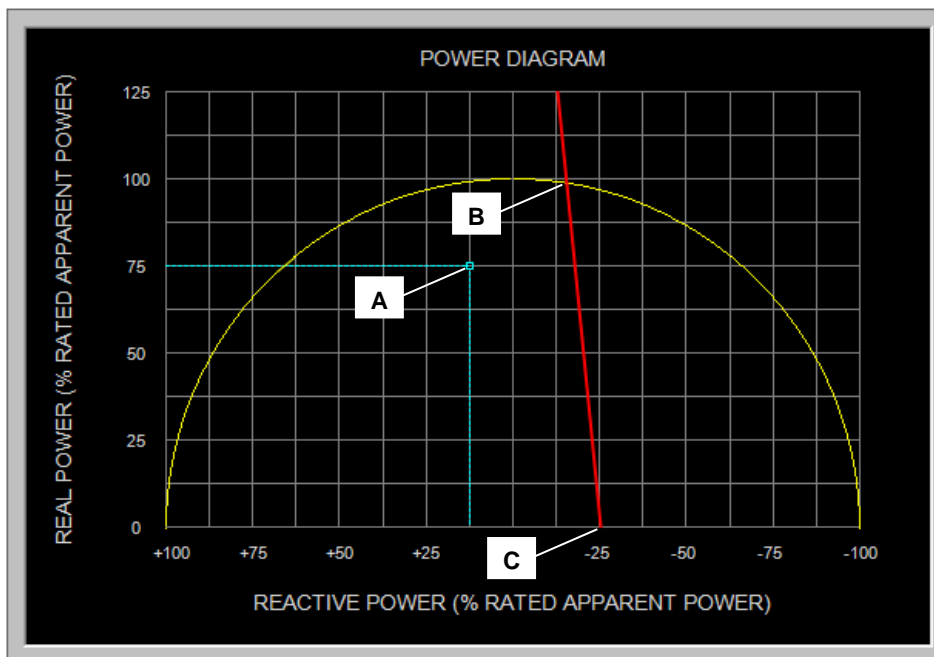 POWER DIAGRAM
REAL POWER (% RATED APPARENT POWER)
125
100
75
50
25
0
B
A
C
+100 +75 +50 +25 -25 -50 -75 -100
REACTIVE POWER (% RATED APPARENT POWER)